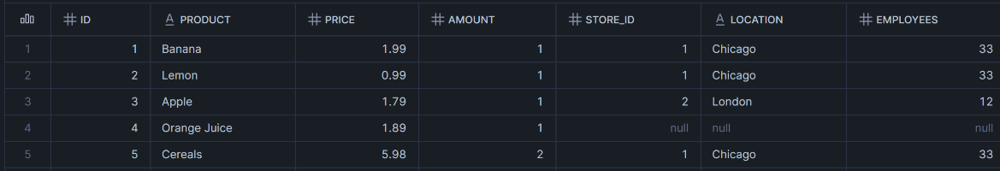 ID PRODUCT PRICE AMOUNT STORE_ID LOCATION EMPLOYEES
1 1 Banana 1.99 1 1 Chicago 33
2 2 Lemon 0.99 1 1 Chicago 33
3 3 Apple 1.79 1 2 London 12
4 4 Orange Juice 1.89 1 null null null
5 5 Cereals 5.98 2 1 Chicago 33